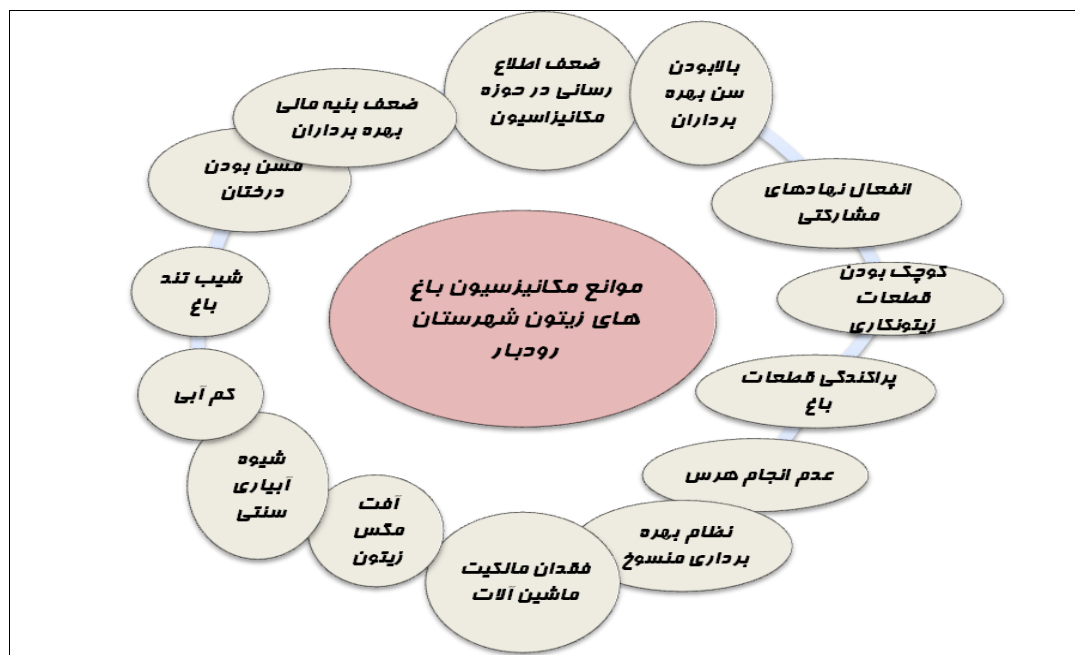 موانع مکانیزسیون باغ
های زیتون شهرستان
رودبار
ضعف اطلاع
رسانی در حوزه
مکانیزاسیون
بالابودن
سن بهره
برداران
انفعال نهادهای
مشارکتی
کوچک بودن
قطعات
زیتونکاری
پراکندگی قطعات
باغ
عدم انجام هرس
نظام بهره
برداری منسوخ
فقدان مالکیت
ماشین آلات
آفت
مگس
زیتون
شیوه
آبیاری
سنتی
کم آبی
شیب تند
باغ
مسن بودن
درختان
ضعف بنیه مالی
بهره برداران